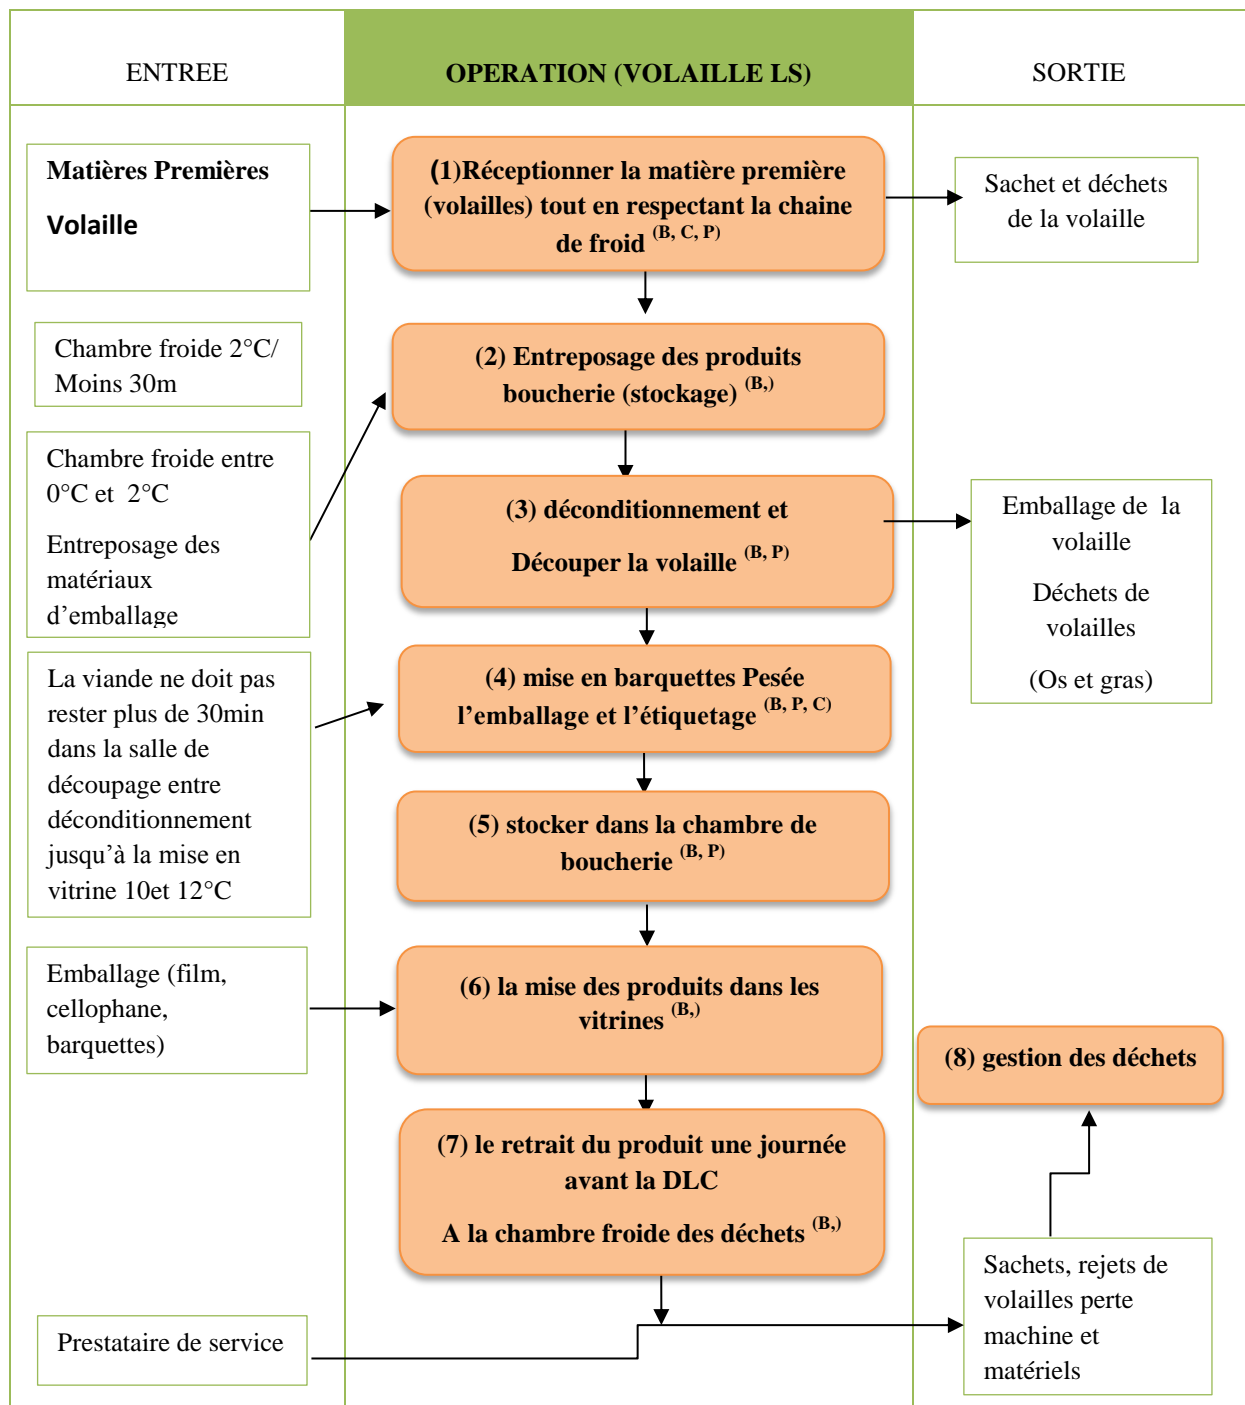 ENTREE
OPERATION (VOLAILLE LS)
SORTIE
Matières Premières
Volaille
(1)Réceptionner la matière première
(volailles) tout en respectant la chaine
de froid (B, C, P)
Sachet et déchets
de la volaille
Chambre froide 2°C/
Moins 30m
(2) Entreposage des produits
boucherie (stockage) (B,)
Chambre froide entre
0°C et  2°C
Entreposage des
matériaux
d’emballage
(3) déconditionnement et
Découper la volaille (B, P)
Emballage de  la
volaille
Déchets de
volailles
(Os et gras)
La viande ne doit pas
rester plus de 30min
dans la salle de
découpage entre
déconditionnement
jusqu’à la mise en
vitrine 10et 12°C
(4) mise en barquettes Pesée
l’emballage et l’étiquetage (B, P, C)
(5) stocker dans la chambre de
boucherie (B, P)
Emballage (film,
cellophane,
barquettes)
(6) la mise des produits dans les
vitrines (B,)
(7) le retrait du produit une journée
avant la DLC
A la chambre froide des déchets (B,)
(8) gestion des déchets
Prestataire de service
Sachets, rejets de
volailles perte
machine et
matériels